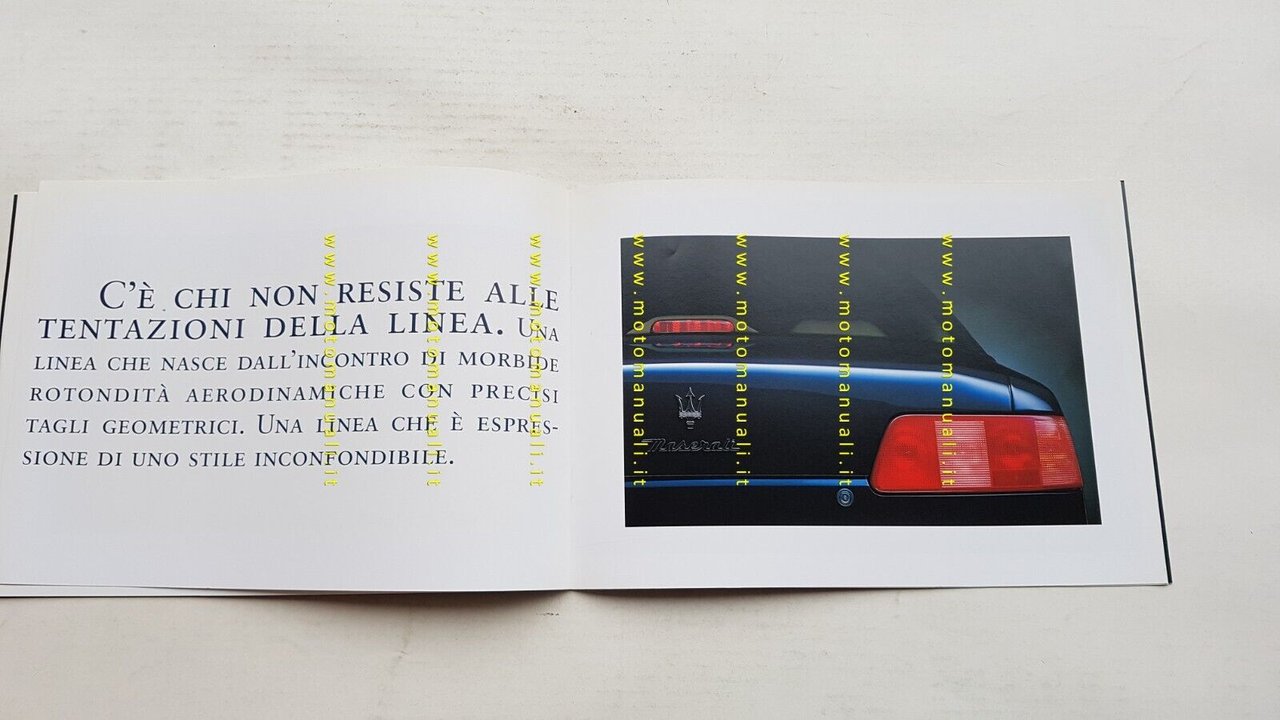 C'È CHI NON RESISTE ALLE
TENTAZIONI DELLA LINEA. UNA
LINEA CHE NASCE DALL'INCONTRO DI MORBIDE
ROTONDITÀ AERODINAMICHE CON PRECISI
TAGLI GEOMETRICI. UNA LINEA CHE È ESPRES-
SIONE DI UNO STILE INCONFONDIBILE.
Maserati
www.motomanuali.it
www.motomanuali.it
www.motomanuali.it
www.motomanuali.it
www.motomanuali.it
www.motomanuali.it
www.motomanuali.it